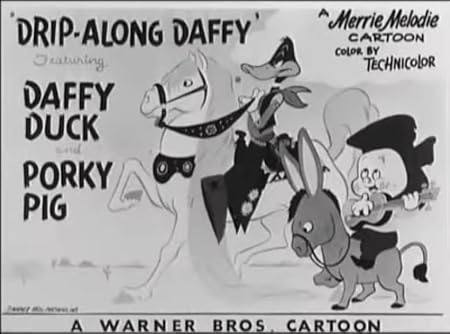 'DRIP-ALONG DAFFY'
Featuring
DAFFY
DUCK
and
PORKY
PIG
A Merrie Melodie
CARTOON
COLOR BY
TECHNICOLOR
A WARNER BROS. CARTOON